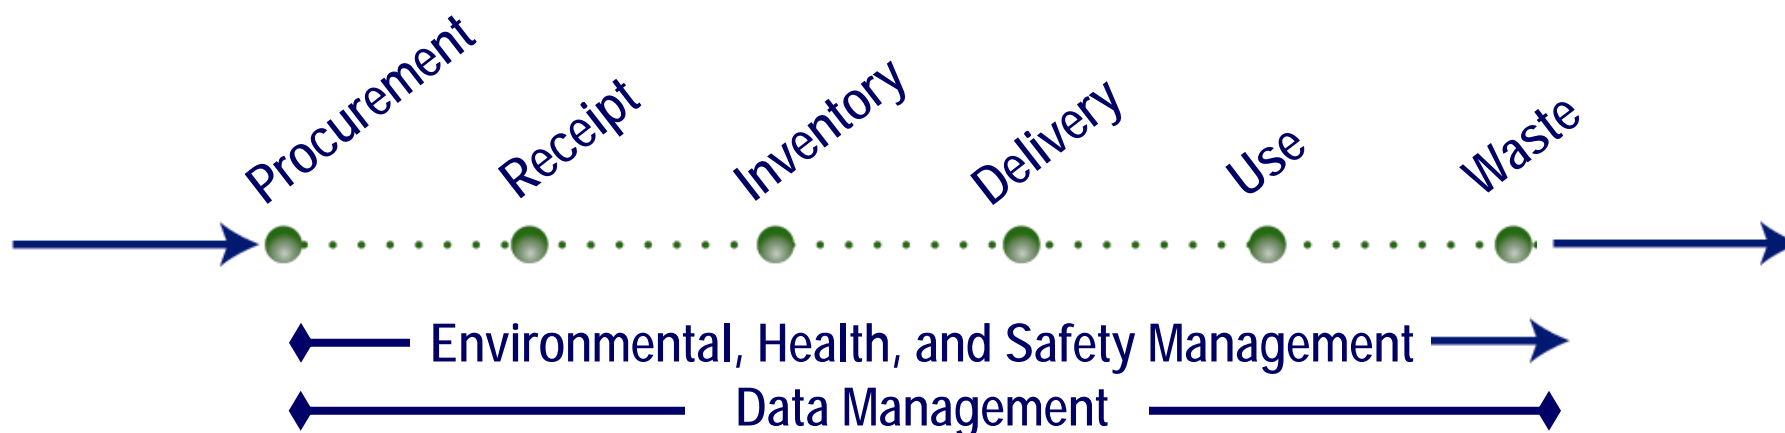 Procurement
Receipt
Inventory
Delivery
Use
Waste
Environmental, Health, and Safety Management
Data Management